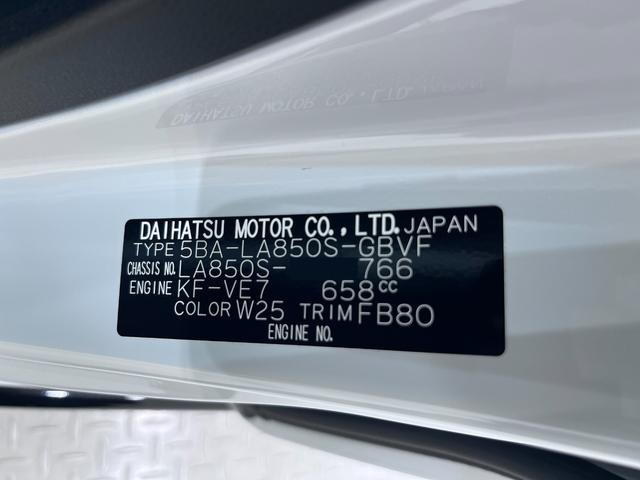 DAIHATSU MOTOR CO.,LTD. JAPAN
TYPE 5BA-LA850S-GBVF
CHASSIS NO. LA850S- 766
ENGINE KF-VE7 658cc
COLOR W25 TRIM FB80
ENGINE NO.